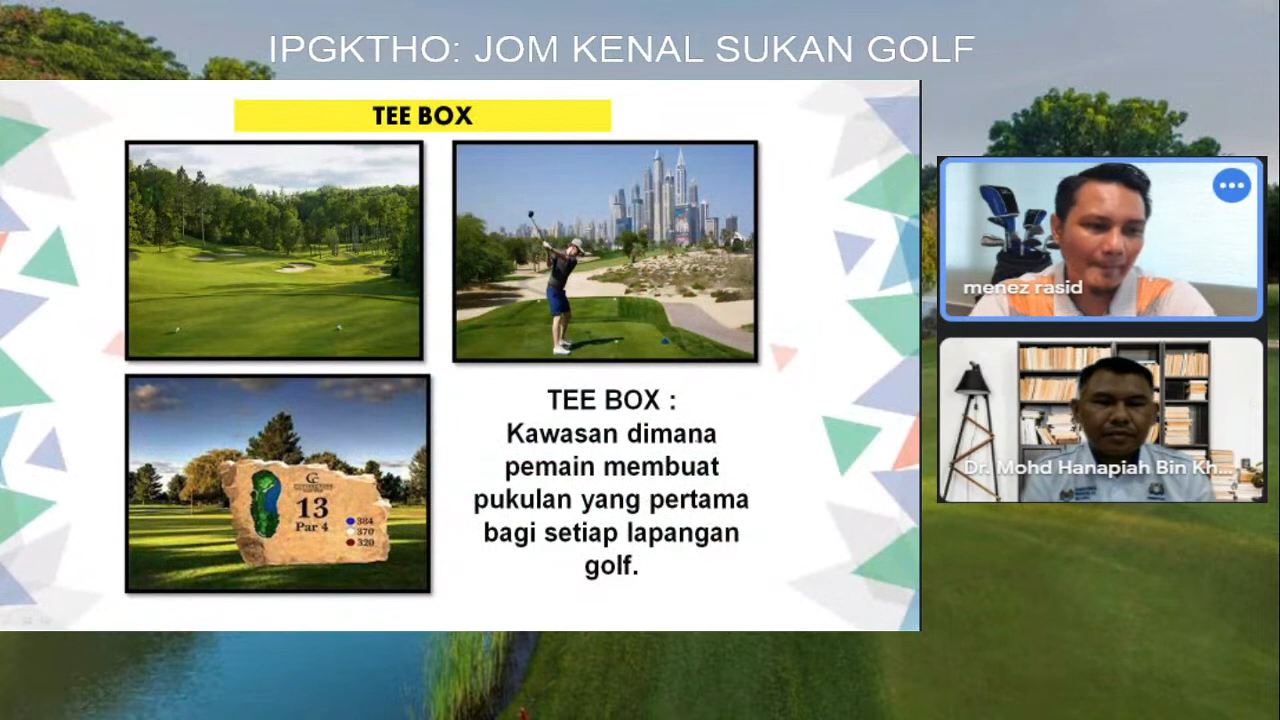 IPGKTHO: JOM KENAL SUKAN GOLF
TEE BOX
13
Par 4
384
370
320
TEE BOX :
Kawasan dimana
pemain membuat
pukulan yang pertama
bagi setiap lapangan
golf.
menez rasid
Dr. Mohd Hanapiah Bin Kh...